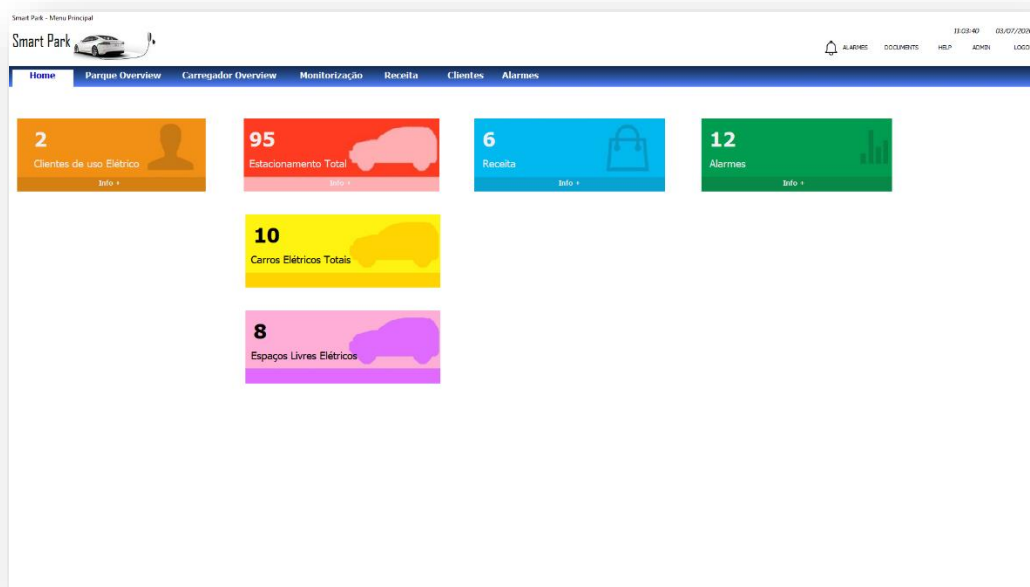 Smart Park - Menu Principal
11:03:40 03/07/2020
Smart Park
ALARMES DOCUMENTS HELP ADMIN LOGO
Home Parque Overview Carregador Overview Monitorização Receita Clientes Alarmes
2
Clientes de uso Elétrico
Info +
95
Estacionamento Total
Info +
6
Receita
Info +
12
Alarmes
Info +
10
Carros Elétricos Totais
8
Espaços Livres Elétricos